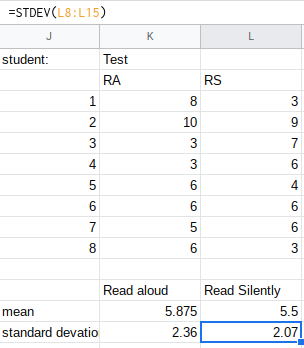 =STDEV(L8:L15)
J K L
student: Test
RA RS
1 8 3
2 10 9
3 3 7
4 3 6
5 6 4
6 6 6
7 5 6
8 6 3
Read aloud Read Silently
mean 5.875 5.5
standard devatio 2.36 2.07